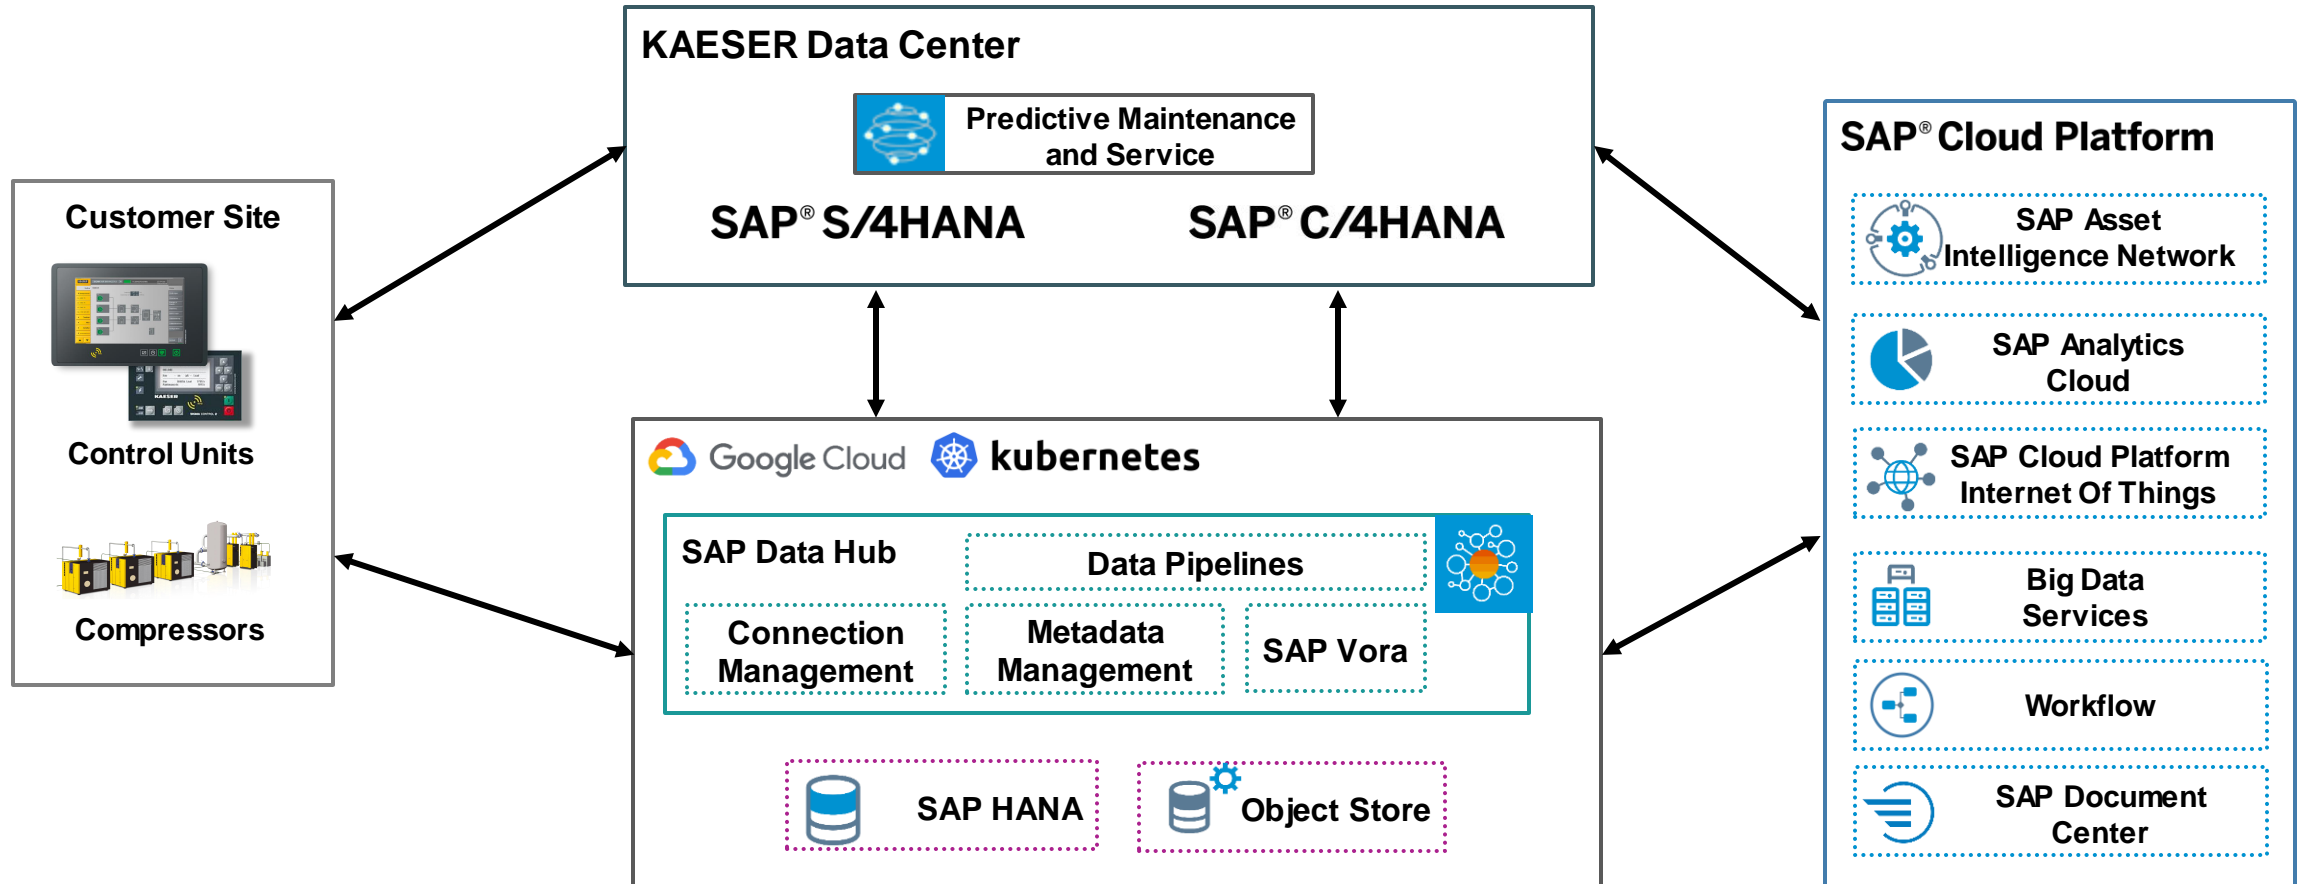 KAESER Data Center
Predictive Maintenance
and Service
SAP® S/4HANA
SAP® C/4HANA
Customer Site
KAESER
Control Units
Compressors
Google Cloud
kubernetes
SAP Data Hub
Data Pipelines
Connection
Management
Metadata
Management
SAP Vora
SAP HANA
Object Store
SAP® Cloud Platform
SAP Asset
Intelligence Network
SAP Analytics
Cloud
SAP Cloud Platform
Internet Of Things
Big Data
Services
Workflow
SAP Document
Center